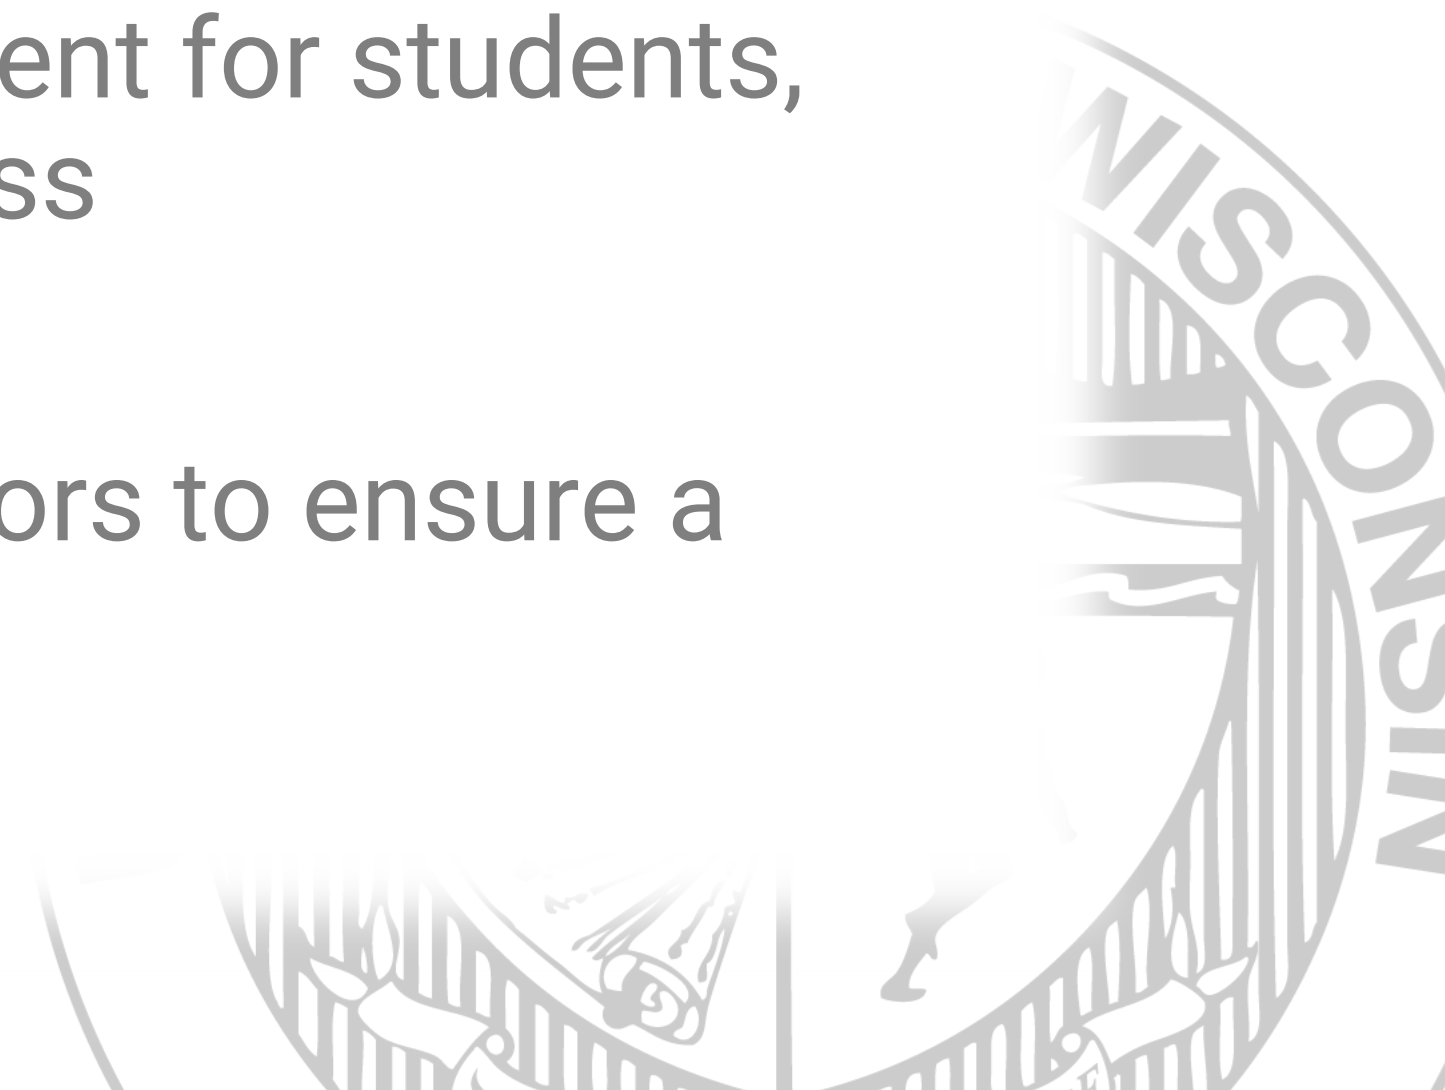 ent for students,
ss
ors to ensure a
WISCONSIN